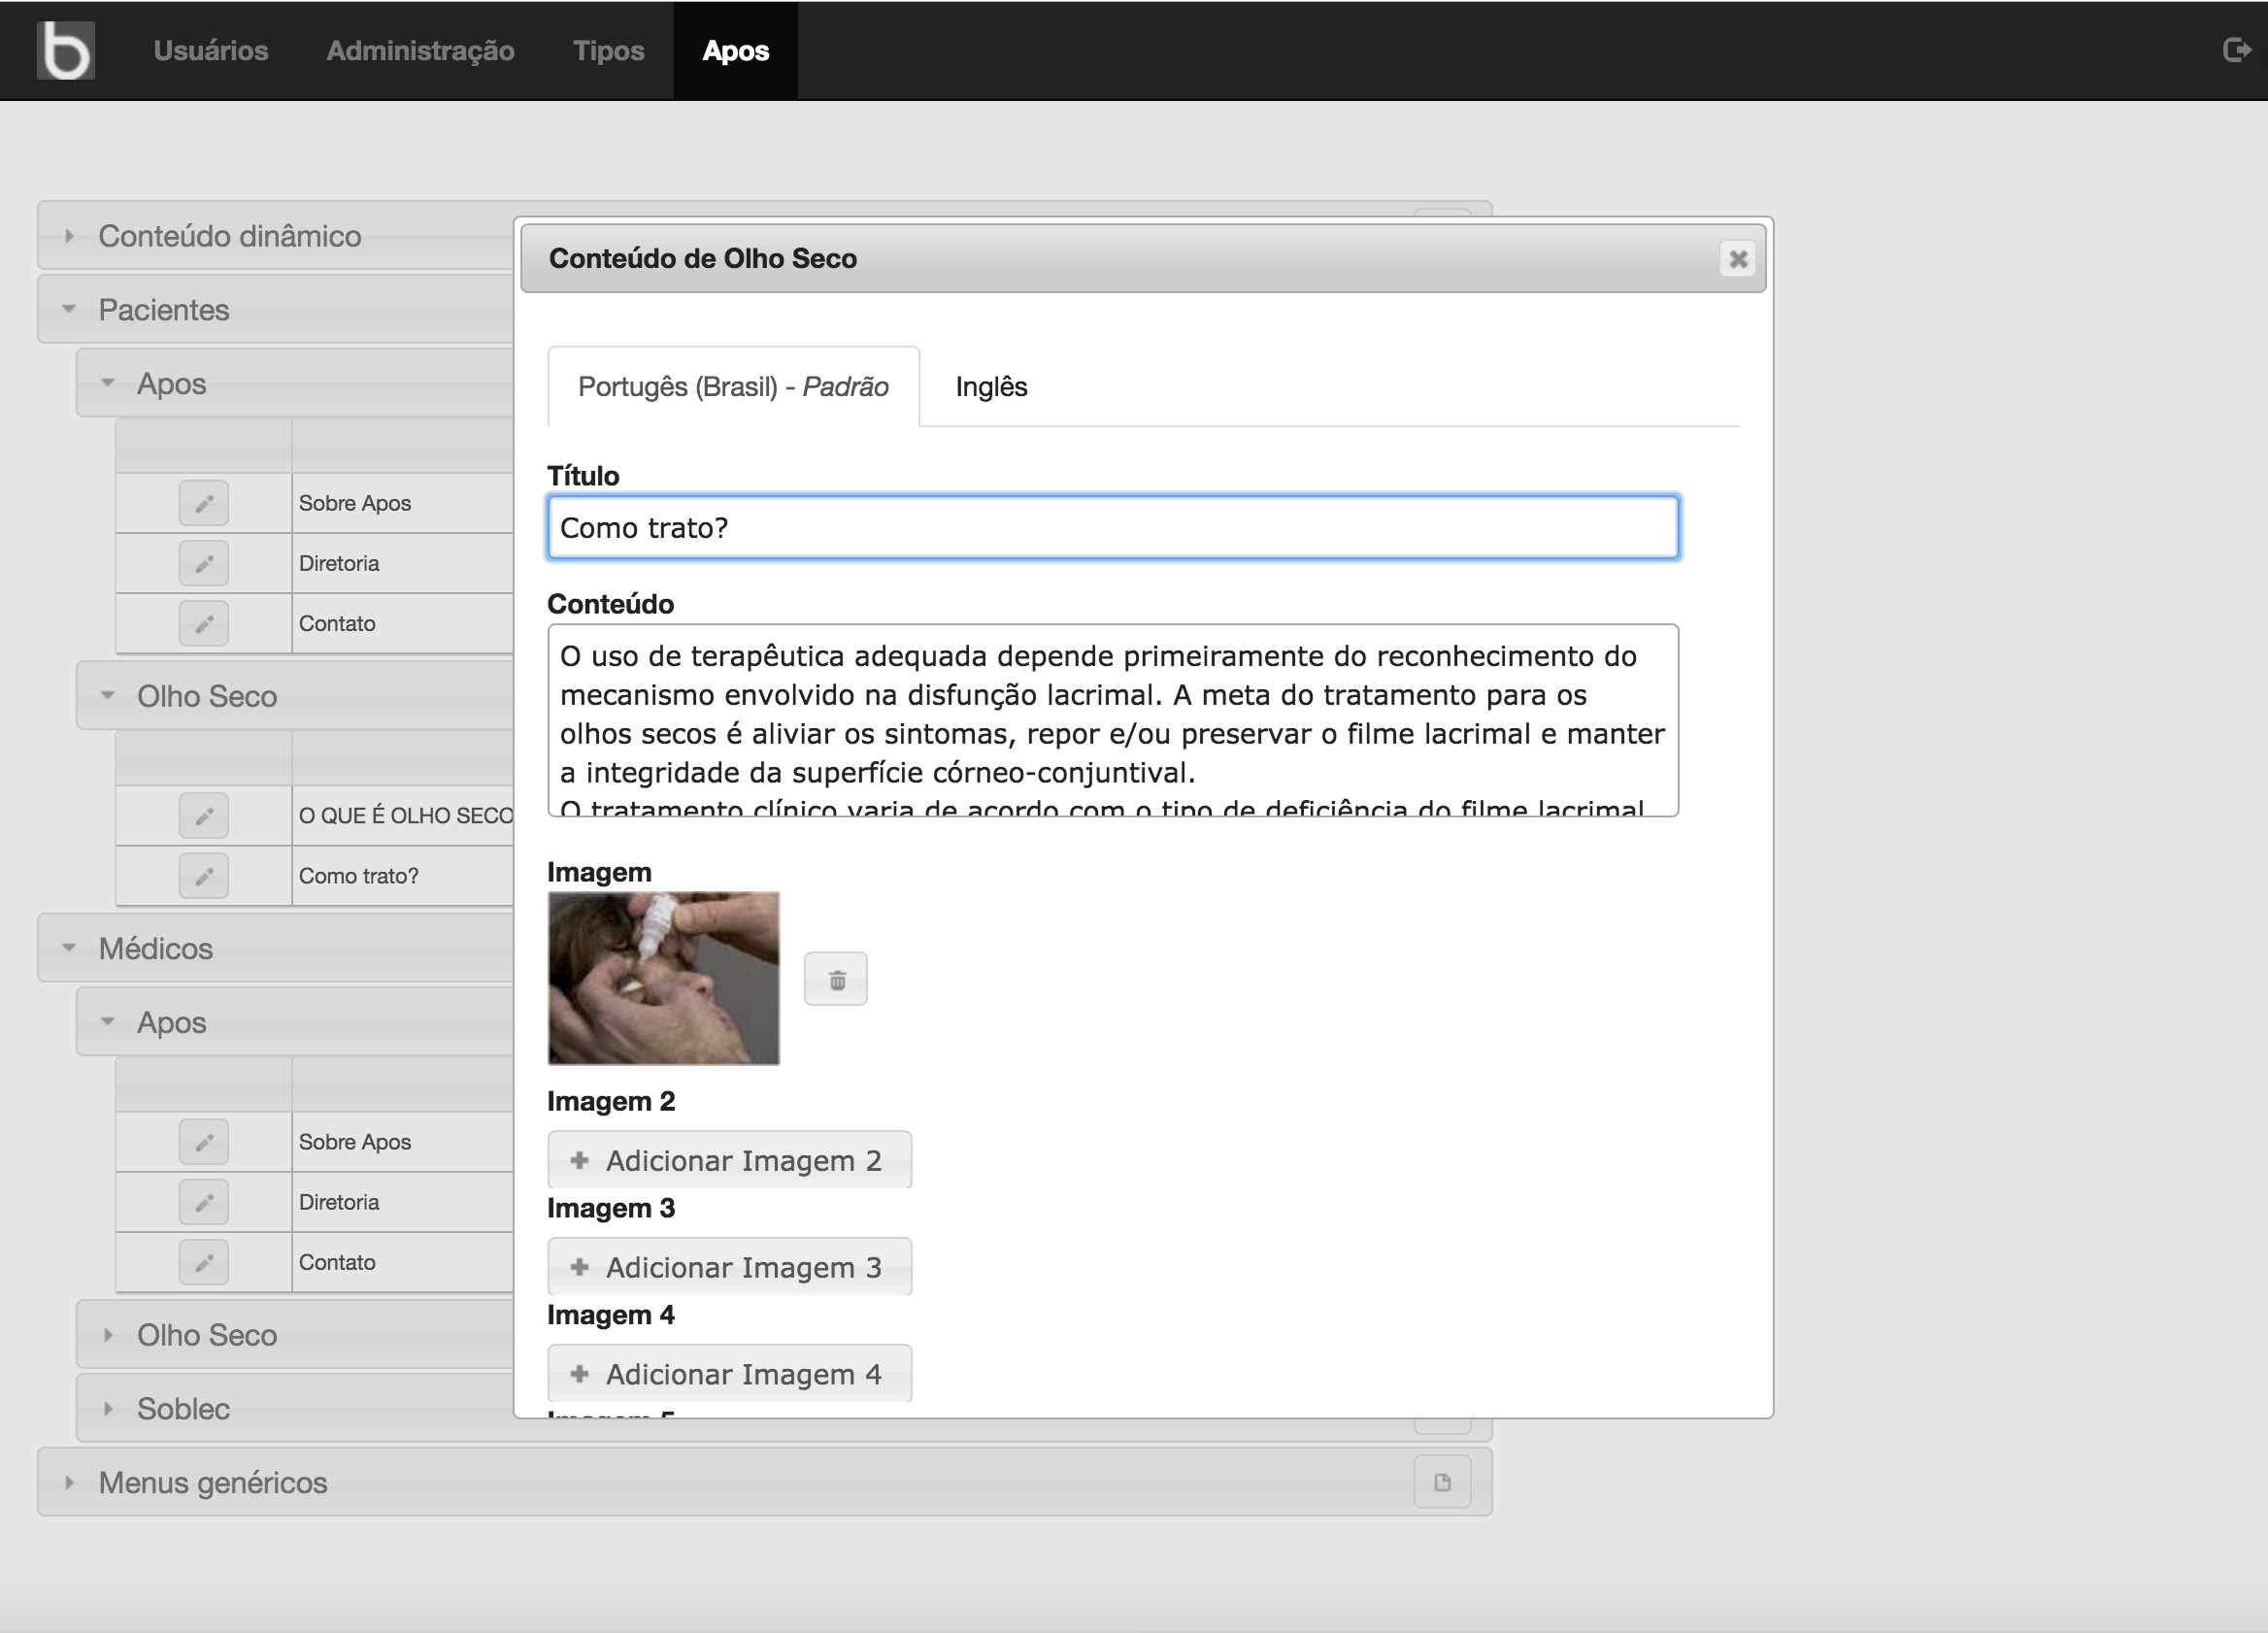 b
Usuários
Administração
Tipos
Apos
Conteúdo dinâmico
Pacientes
Apos
Sobre Apos
Diretoria
Contato
Olho Seco
O QUE É OLHO SECO
Como trato?
Médicos
Apos
Sobre Apos
Diretoria
Contato
Olho Seco
Soblec
Menus genéricos
Conteúdo de Olho Seco
Portugês (Brasil) - Padrão
Inglês
Título
Como trato?
Conteúdo
O uso de terapêutica adequada depende primeiramente do reconhecimento do
mecanismo envolvido na disfunção lacrimal. A meta do tratamento para os
olhos secos é aliviar os sintomas, repor e/ou preservar o filme lacrimal e manter
a integridade da superfície córneo-conjuntival.
O tratamento clínico varia de acordo com o tipo de deficiência do filme lacrimal
Imagem
Imagem 2
Adicionar Imagem 2
Imagem 3
Adicionar Imagem 3
Imagem 4
Adicionar Imagem 4
Imagem 5